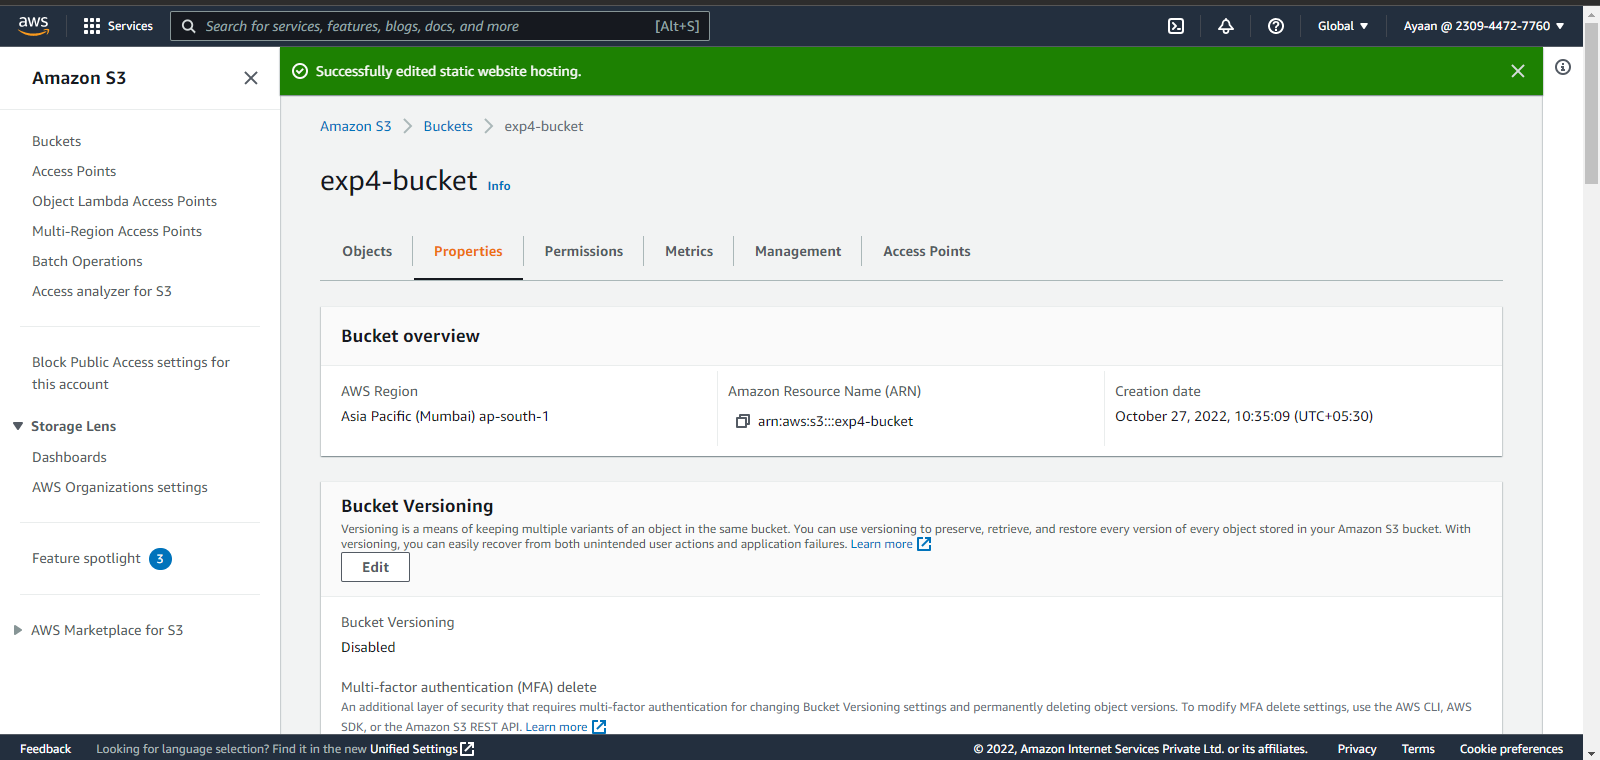 aws
Services
Search for services, features, blogs, docs, and more [Alt+S]
Global
Ayaan @ 2309-4472-7760
Amazon S3
Buckets
Access Points
Object Lambda Access Points
Multi-Region Access Points
Batch Operations
Access analyzer for S3
Block Public Access settings for
this account
Storage Lens
Dashboards
AWS Organizations settings
Feature spotlight 3
AWS Marketplace for S3
Successfully edited static website hosting.
Amazon S3 Buckets exp4-bucket
exp4-bucket Info
Objects Properties Permissions Metrics Management Access Points
Bucket overview
AWS Region
Asia Pacific (Mumbai) ap-south-1
Amazon Resource Name (ARN)
arn:aws:s3:::exp4-bucket
Creation date
October 27, 2022, 10:35:09 (UTC+05:30)
Bucket Versioning
Versioning is a means of keeping multiple variants of an object in the same bucket. You can use versioning to preserve, retrieve, and restore every version of every object stored in your Amazon S3 bucket. With
versioning, you can easily recover from both unintended user actions and application failures. Learn more
Edit
Bucket Versioning
Disabled
Multi-factor authentication (MFA) delete
An additional layer of security that requires multi-factor authentication for changing Bucket Versioning settings and permanently deleting object versions. To modify MFA delete settings, use the AWS CLI, AWS
SDK, or the Amazon S3 REST API. Learn more
Feedback Looking for language selection? Find it in the new Unified Settings
© 2022, Amazon Internet Services Private Ltd. or its affiliates. Privacy Terms Cookie preferences